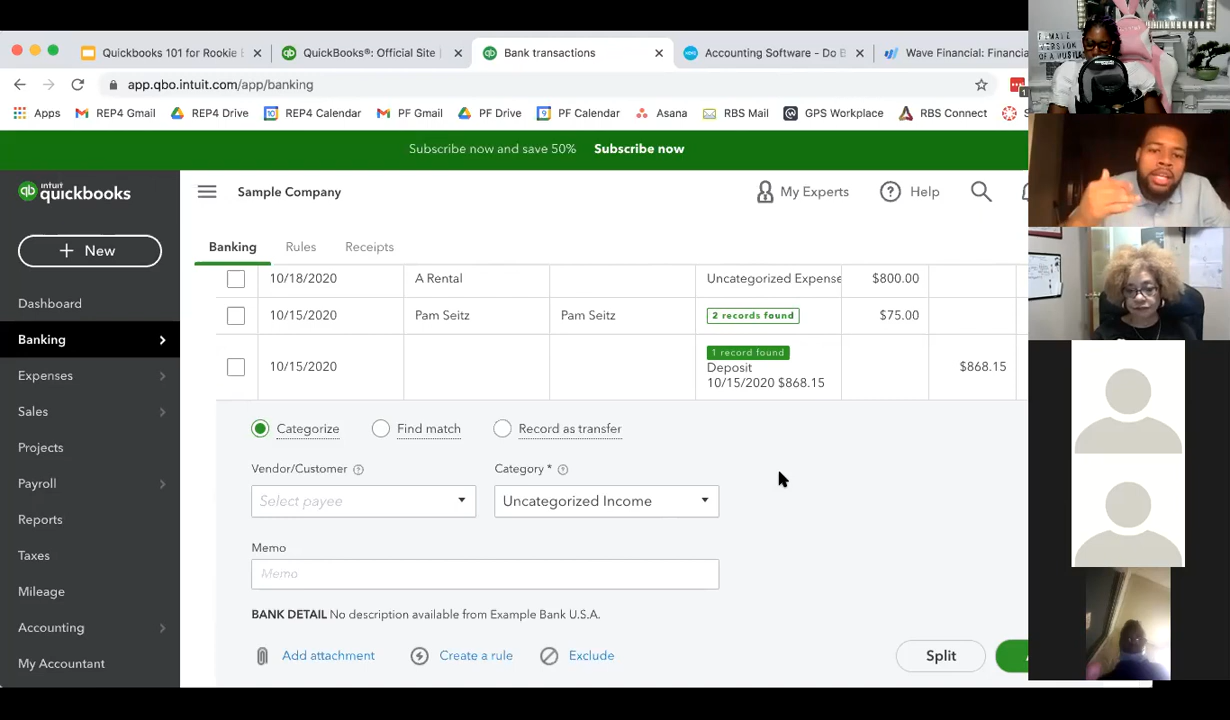 Quickbooks 101 for Rookie
QuickBooks®: Official Site
Bank transactions
Accounting Software - Do B
Wave Financial: Financia
app.qbo.intuit.com/app/banking
Apps
REP4 Gmail
REP4 Drive
REP4 Calendar
PF Gmail
PF Drive
PF Calendar
Asana
RBS Mail
GPS Workplace
RBS Connect
Subscribe now and save 50% Subscribe now
intuit
quickbooks
Sample Company
My Experts
Help
+ New
Banking
Rules
Receipts
Dashboard
Banking
Expenses
Sales
Projects
Payroll
Reports
Taxes
Mileage
Accounting
My Accountant
10/18/2020 A Rental Uncategorized Expense $800.00
10/15/2020 Pam Seitz Pam Seitz 2 records found $75.00
1 record found
10/15/2020 Deposit $868.15
10/15/2020 $868.15
Categorize Find match Record as transfer
Vendor/Customer Category *
Select payee Uncategorized Income
Memo
Memo
BANK DETAIL No description available from Example Bank U.S.A.
Add attachment Create a rule Exclude
Split
FEMALE
VERSION
OF A HUSTLA